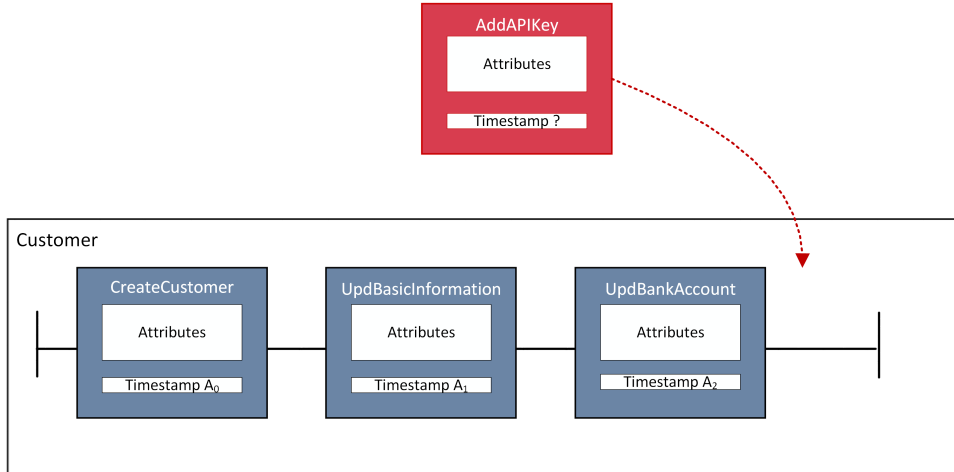 AddAPIKey
Attributes
Timestamp ?
Customer
CreateCustomer
Attributes
Timestamp A₀
UpdBasicInformation
Attributes
Timestamp A₁
UpdBankAccount
Attributes
Timestamp A₂